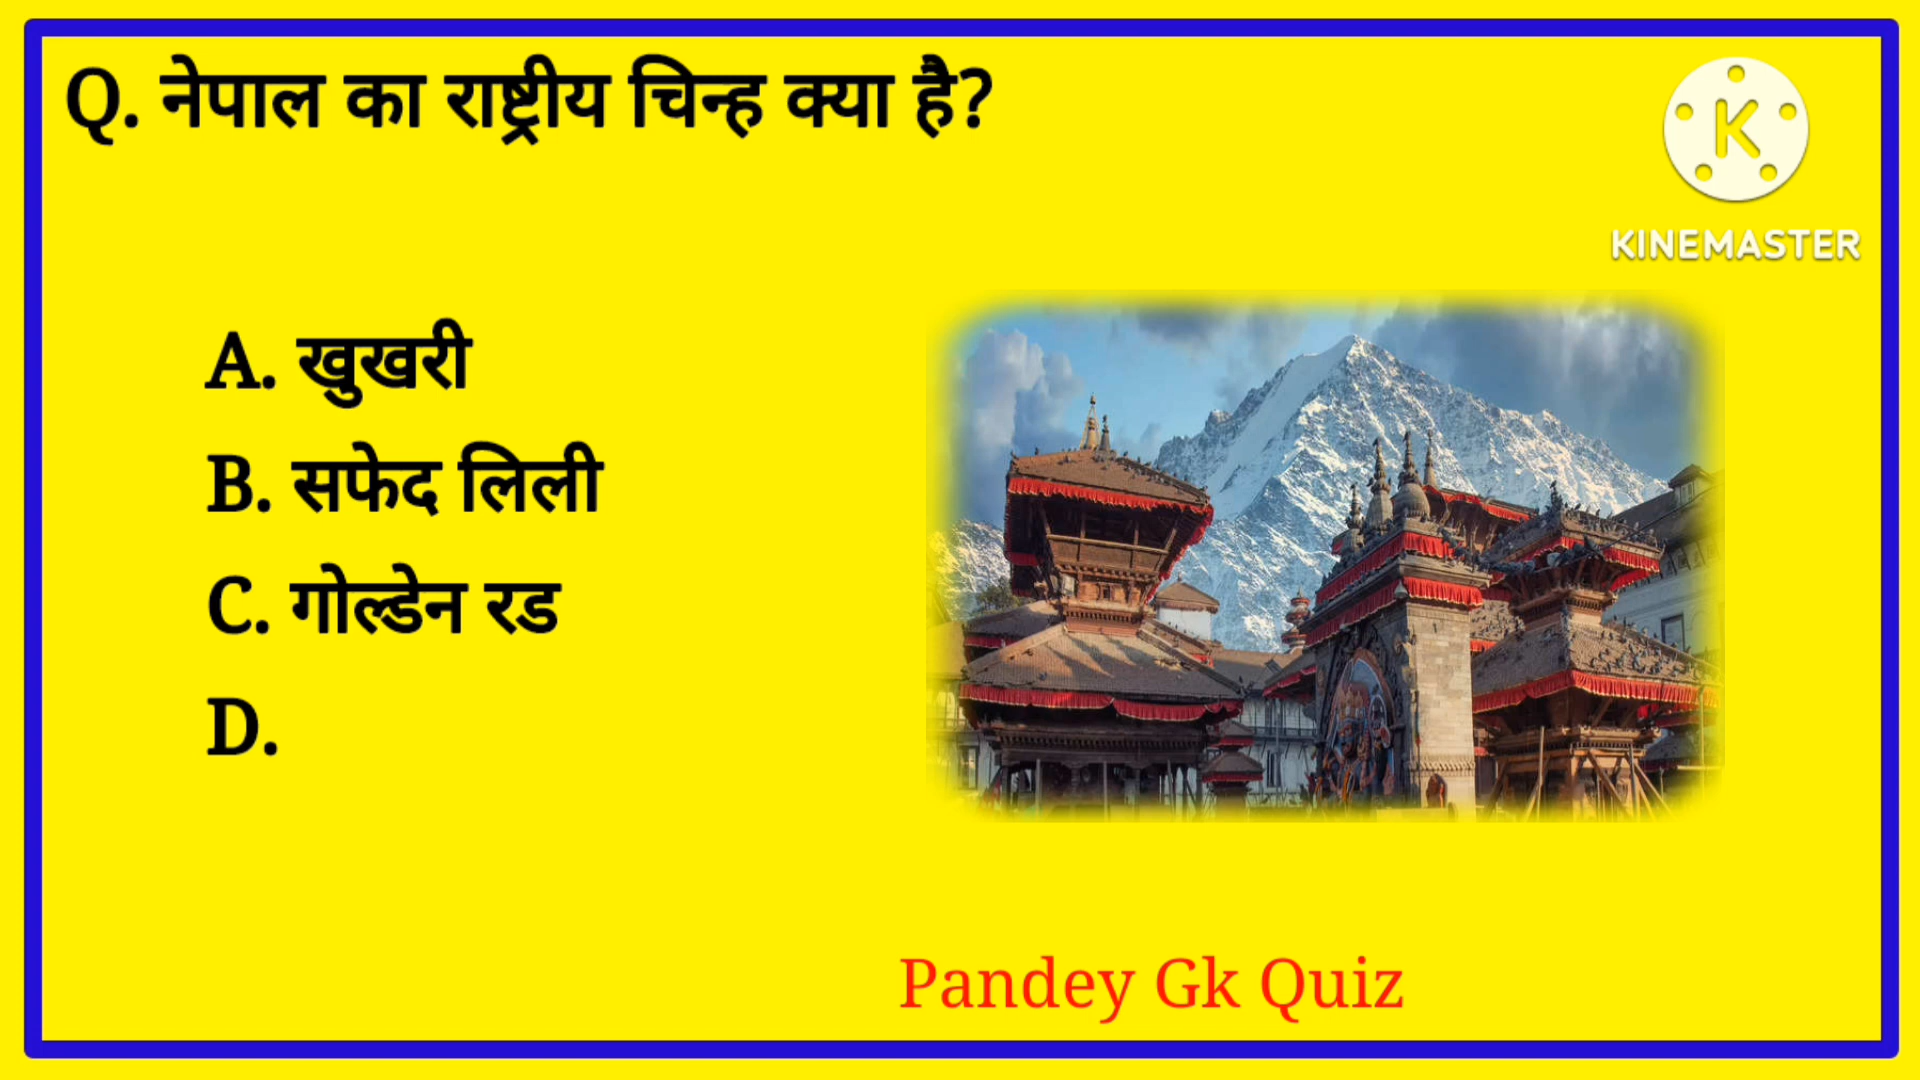 Q. नेपाल का राष्ट्रीय चिन्ह क्या है?
K
KINEMASTER
A. खुखरी
B. सफेद लिली
C. गोल्डेन रड
D.
Pandey Gk Quiz